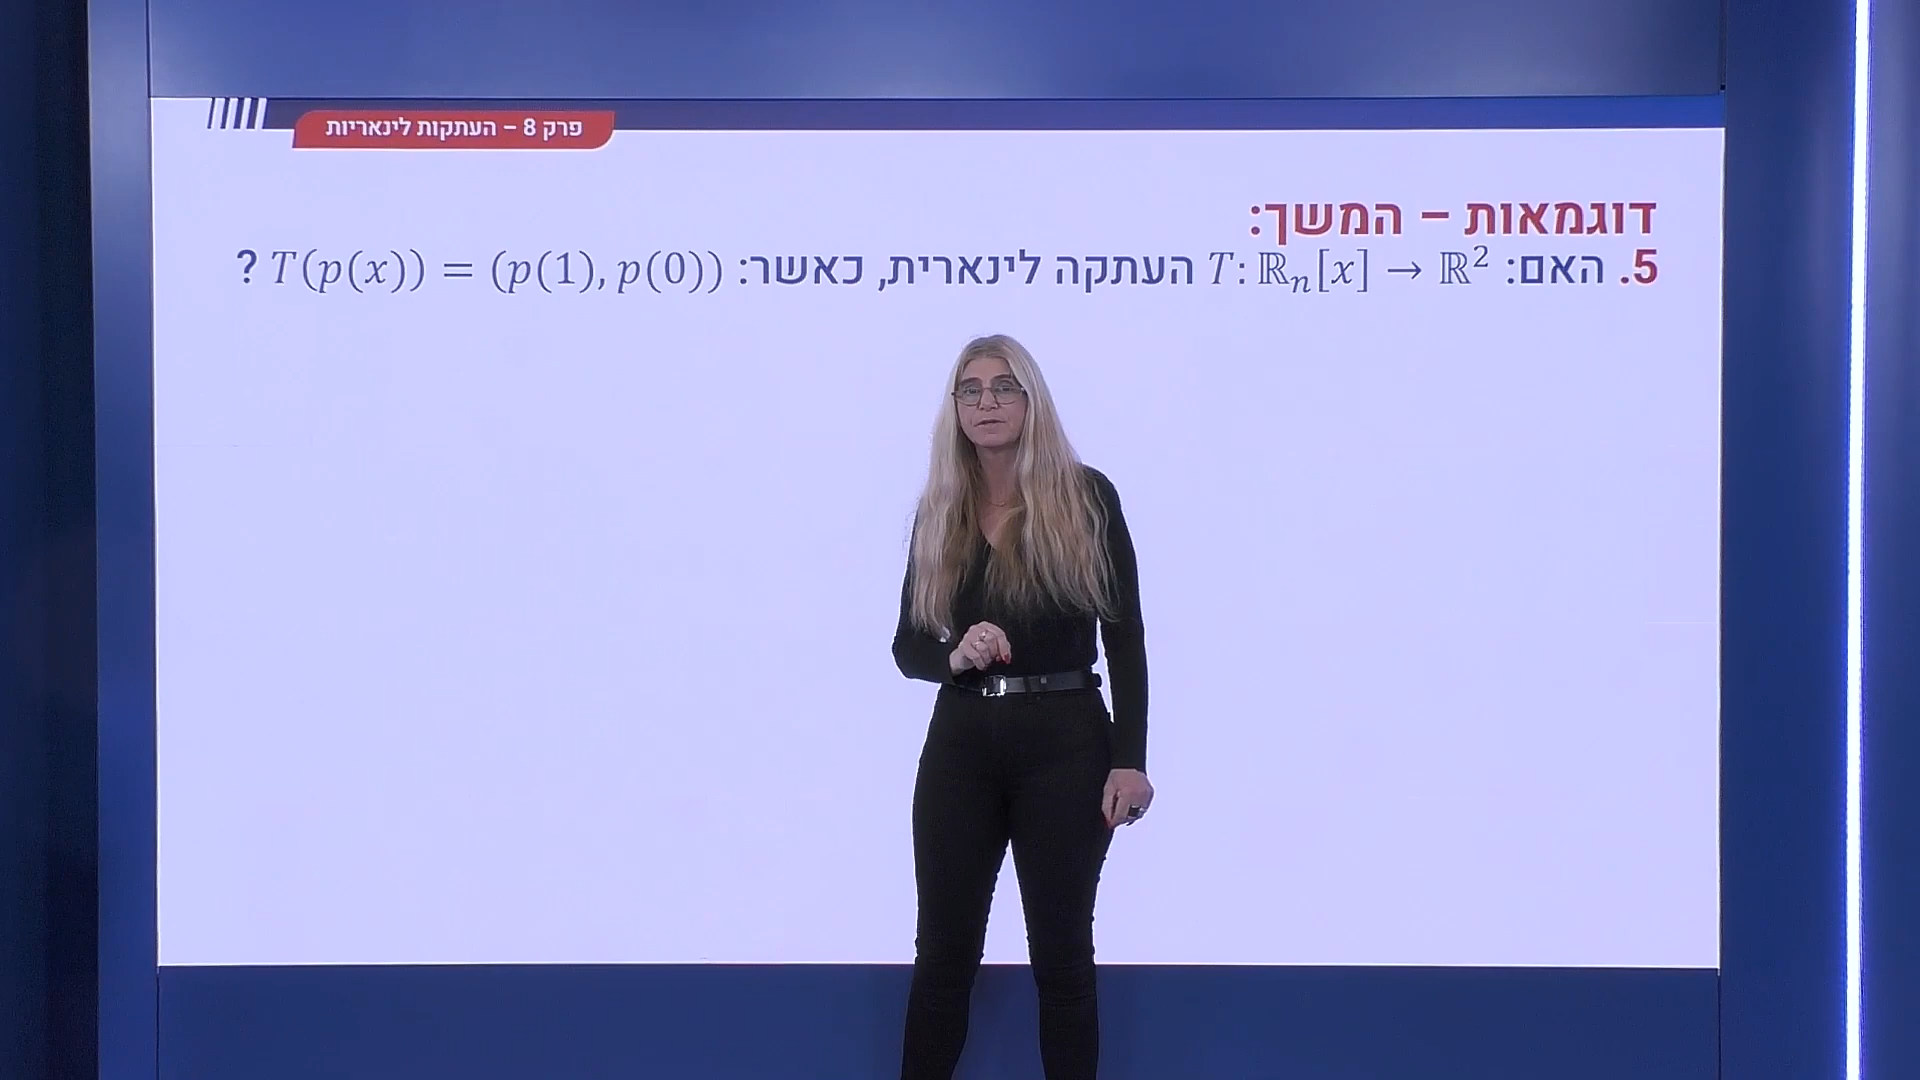 פרק 8 – העתקות לינאריות
דוגמאות – המשך:
5. האם: T: ℝₙ[x] → ℝ² העתקה לינארית, כאשר: T(p(x)) = (p(1), p(0)) ?